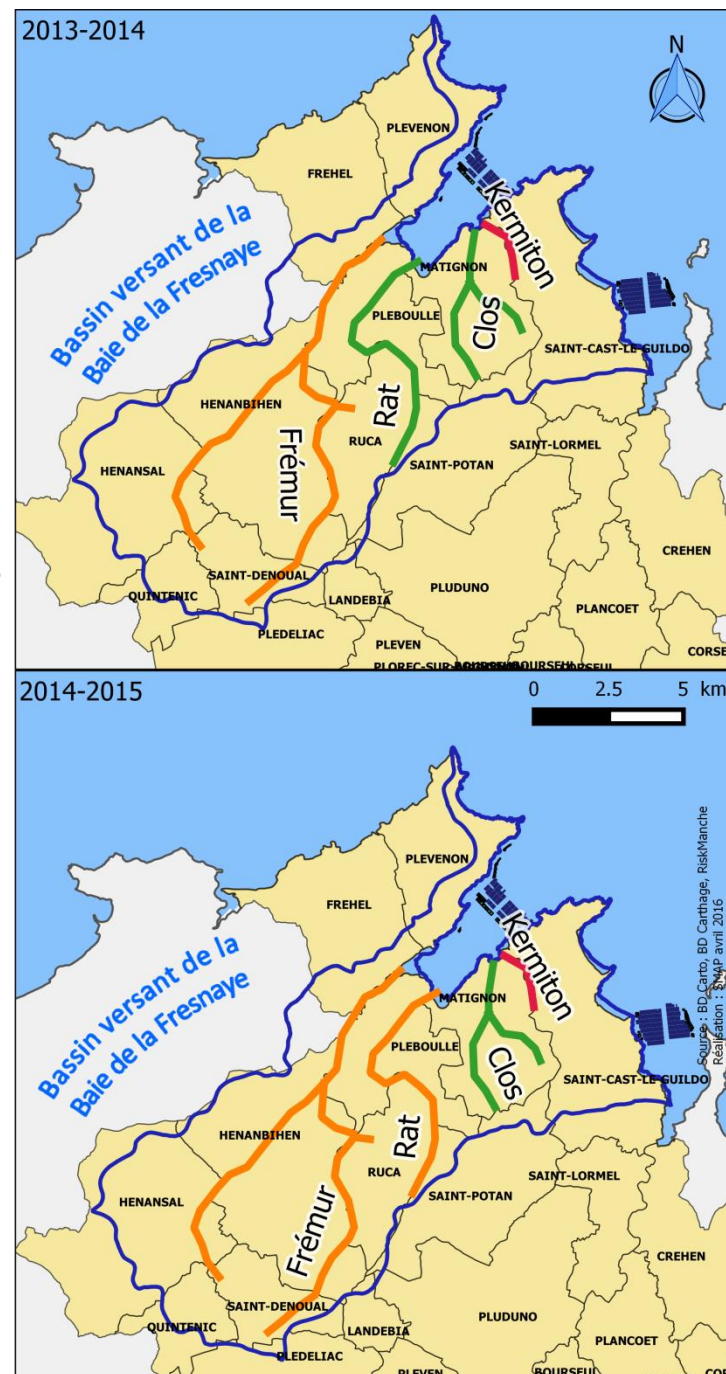 2013-2014
N
PLEVENON
FREHEL
Kermiton
Bassin versant de la
Baie de la Fresnaye
MATIGNON
PLEBOULLE
Clos
SAINT-CAST-LE-GUILDO
HENANBIHEN
Rat
RUCA
Frémur
SAINT-LORMEL
HENANSAL
SAINT-POTAN
CREHEN
SAINT-DENOUAL
QUINTENIC
LANDEBIA
PLUDUNO
PLANCOET
PLEDELIAC
PLEVEN
BOURSEUL
CORSEUL
CORSE
2014-2015
0 2.5 5 km
PLEVENON
FREHEL
Kermiton
Bassin versant de la
Baie de la Fresnaye
MATIGNON
PLEBOULLE
Clos
SAINT-CAST-LE-GUILDO
HENANBIHEN
Rat
RUCA
Frémur
SAINT-LORMEL
HENANSAL
SAINT-POTAN
CREHEN
SAINT-DENOUAL
QUINTENIC
LANDEBIA
PLUDUNO
PLANCOET
PLEDELIAC
PLEVEN
BOURSEUL
COR
Source : BD Carto, BD Carthage, RiskManche
Réalisation : SMAP avril 2016